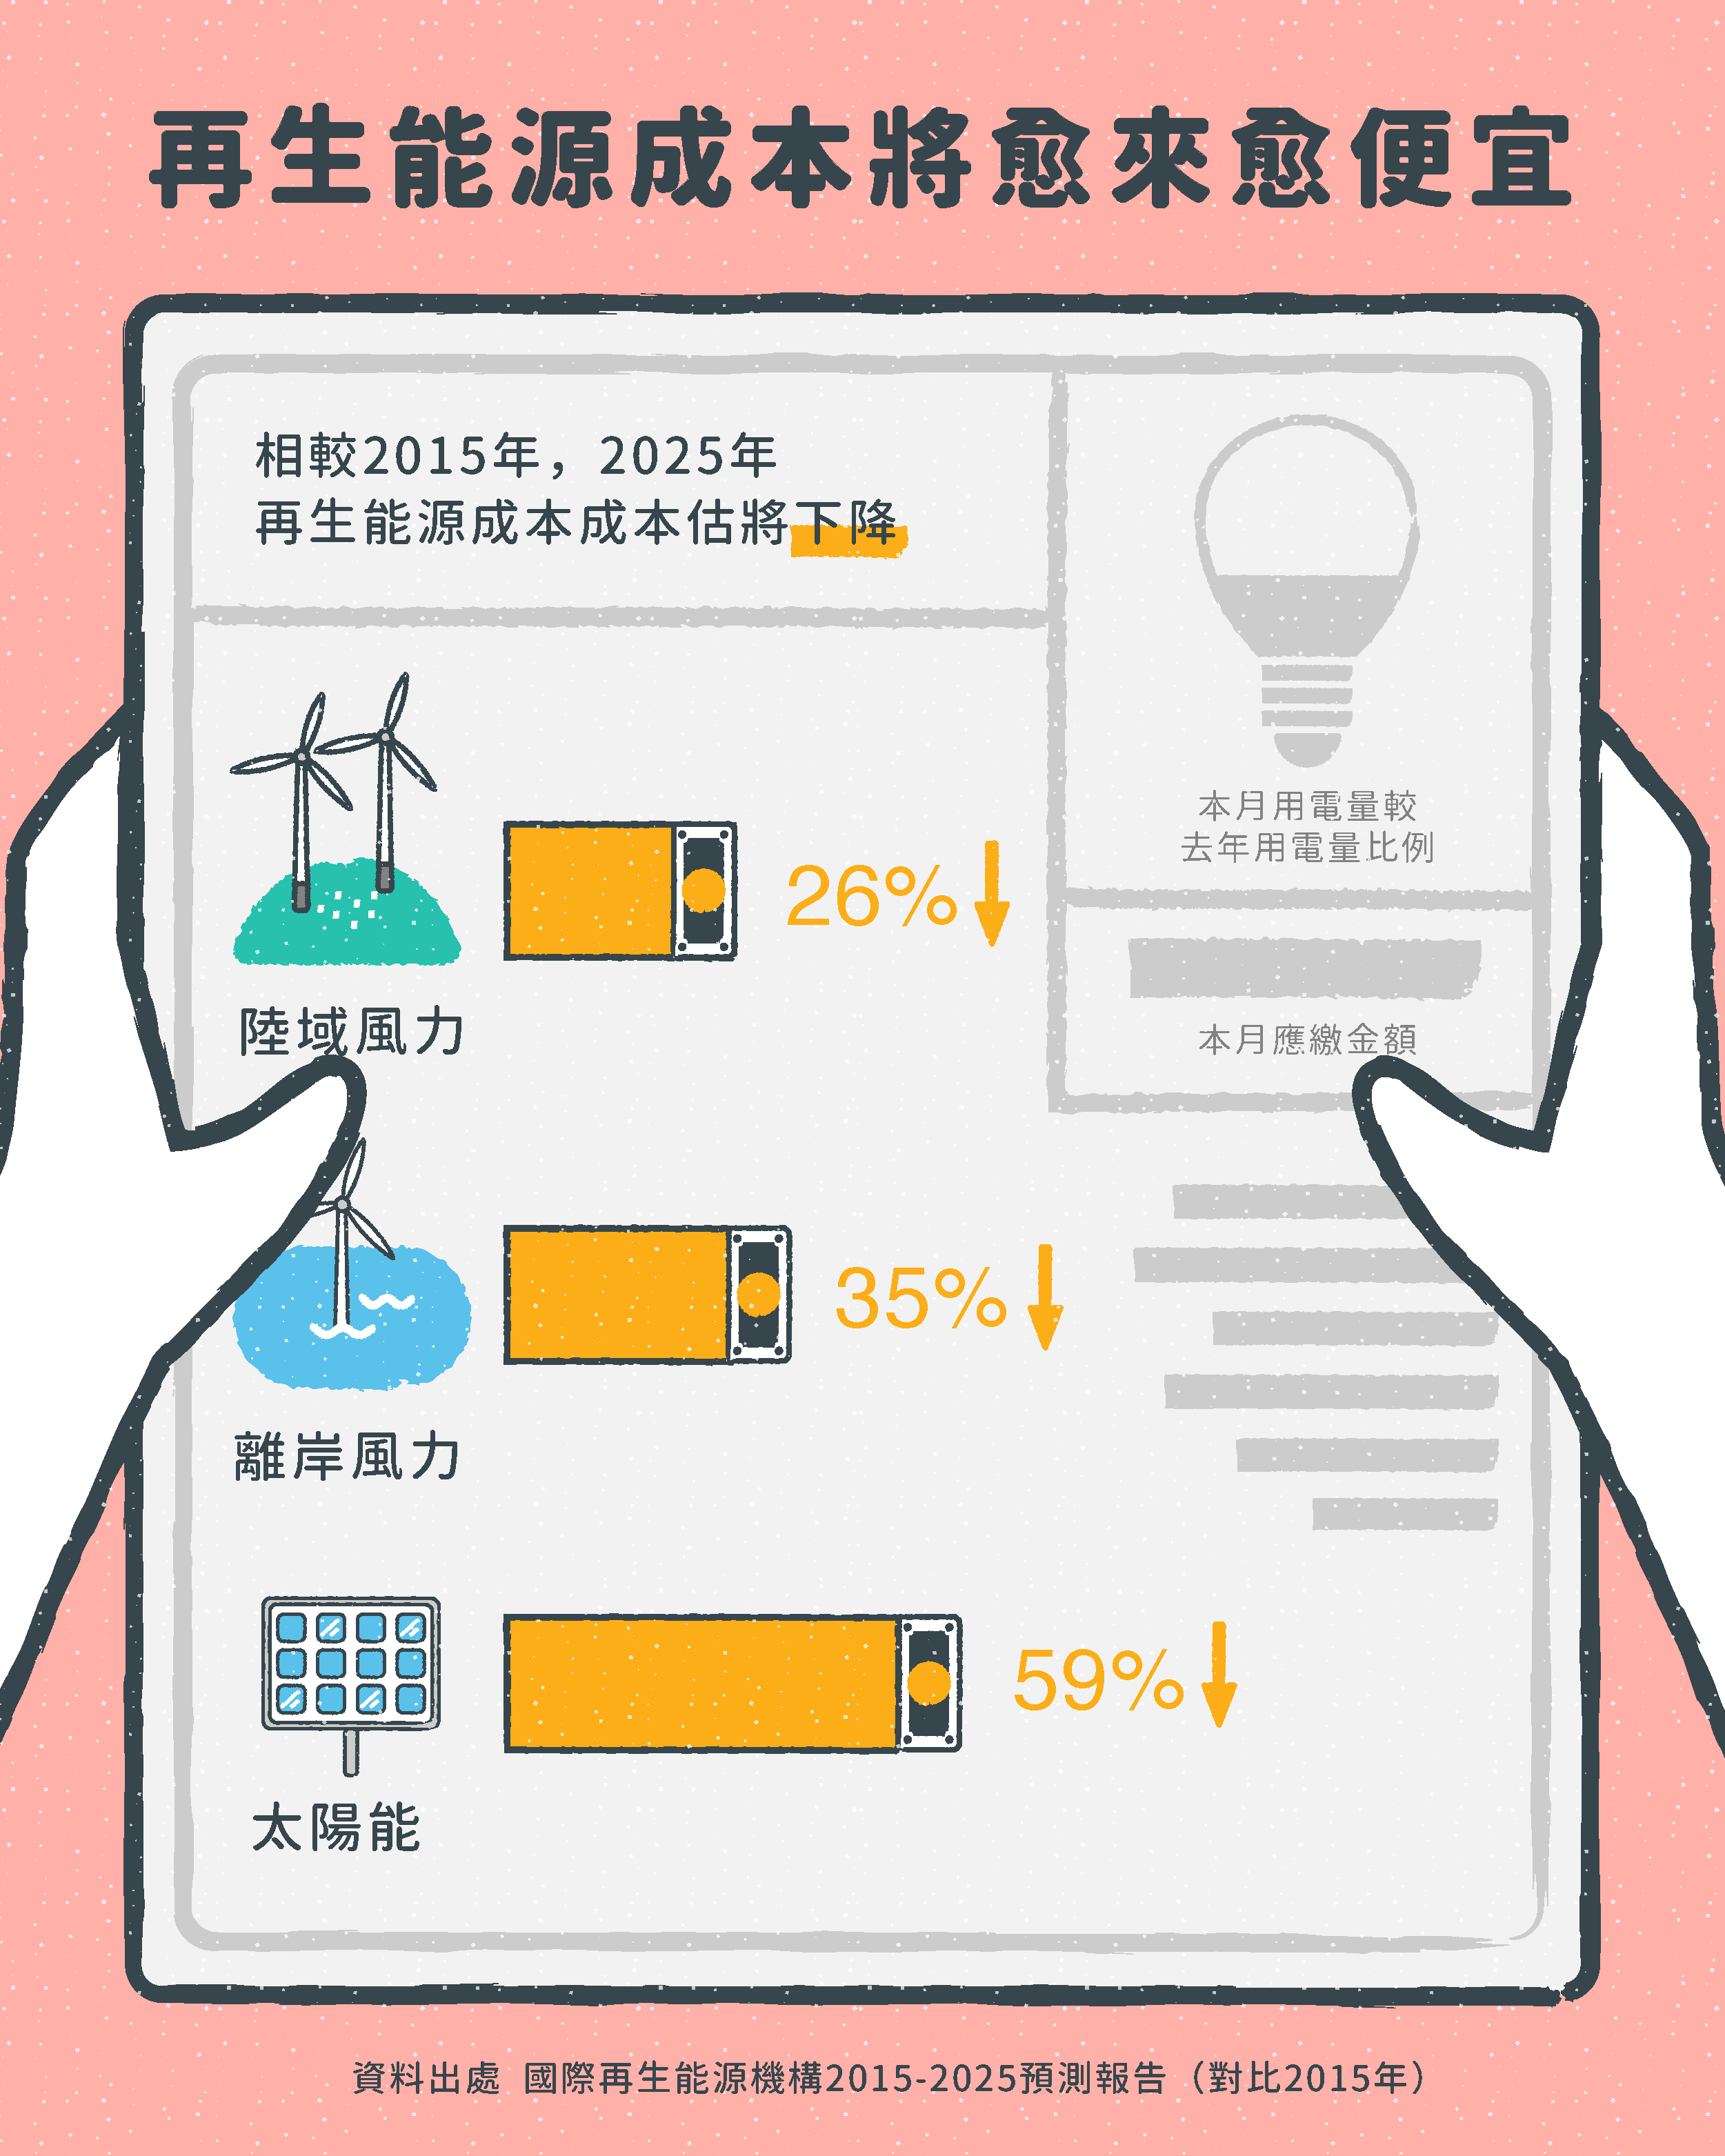 再生能源成本將愈來愈便宜
相較2015年，2025年
再生能源成本成本估將下降
本月用電量較
去年用電量比例
本月應繳金額
26%
陸域風力
35%
離岸風力
59%
太陽能
資料出處 國際再生能源機構2015-2025預測報告（對比2015年）